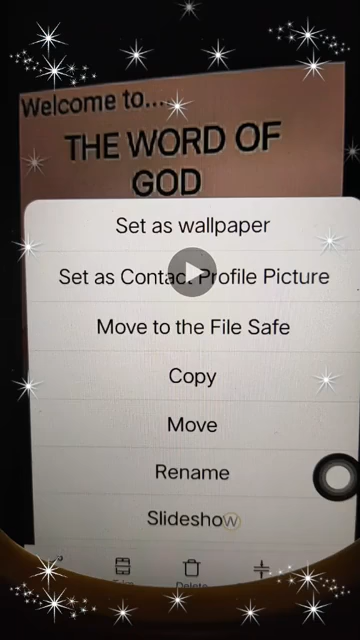 Welcome to...
THE WORD OF
GOD
Set as wallpaper
Set as Contact Profile Picture
Move to the File Safe
Copy
Move
Rename
Slideshow
Delete